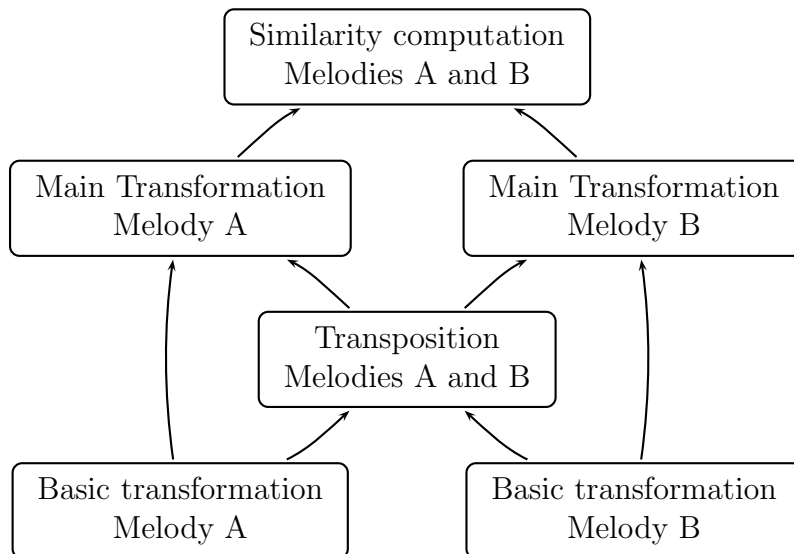 Similarity computation
Melodies A and B
Main Transformation
Melody A
Main Transformation
Melody B
Transposition
Melodies A and B
Basic transformation
Melody A
Basic transformation
Melody B